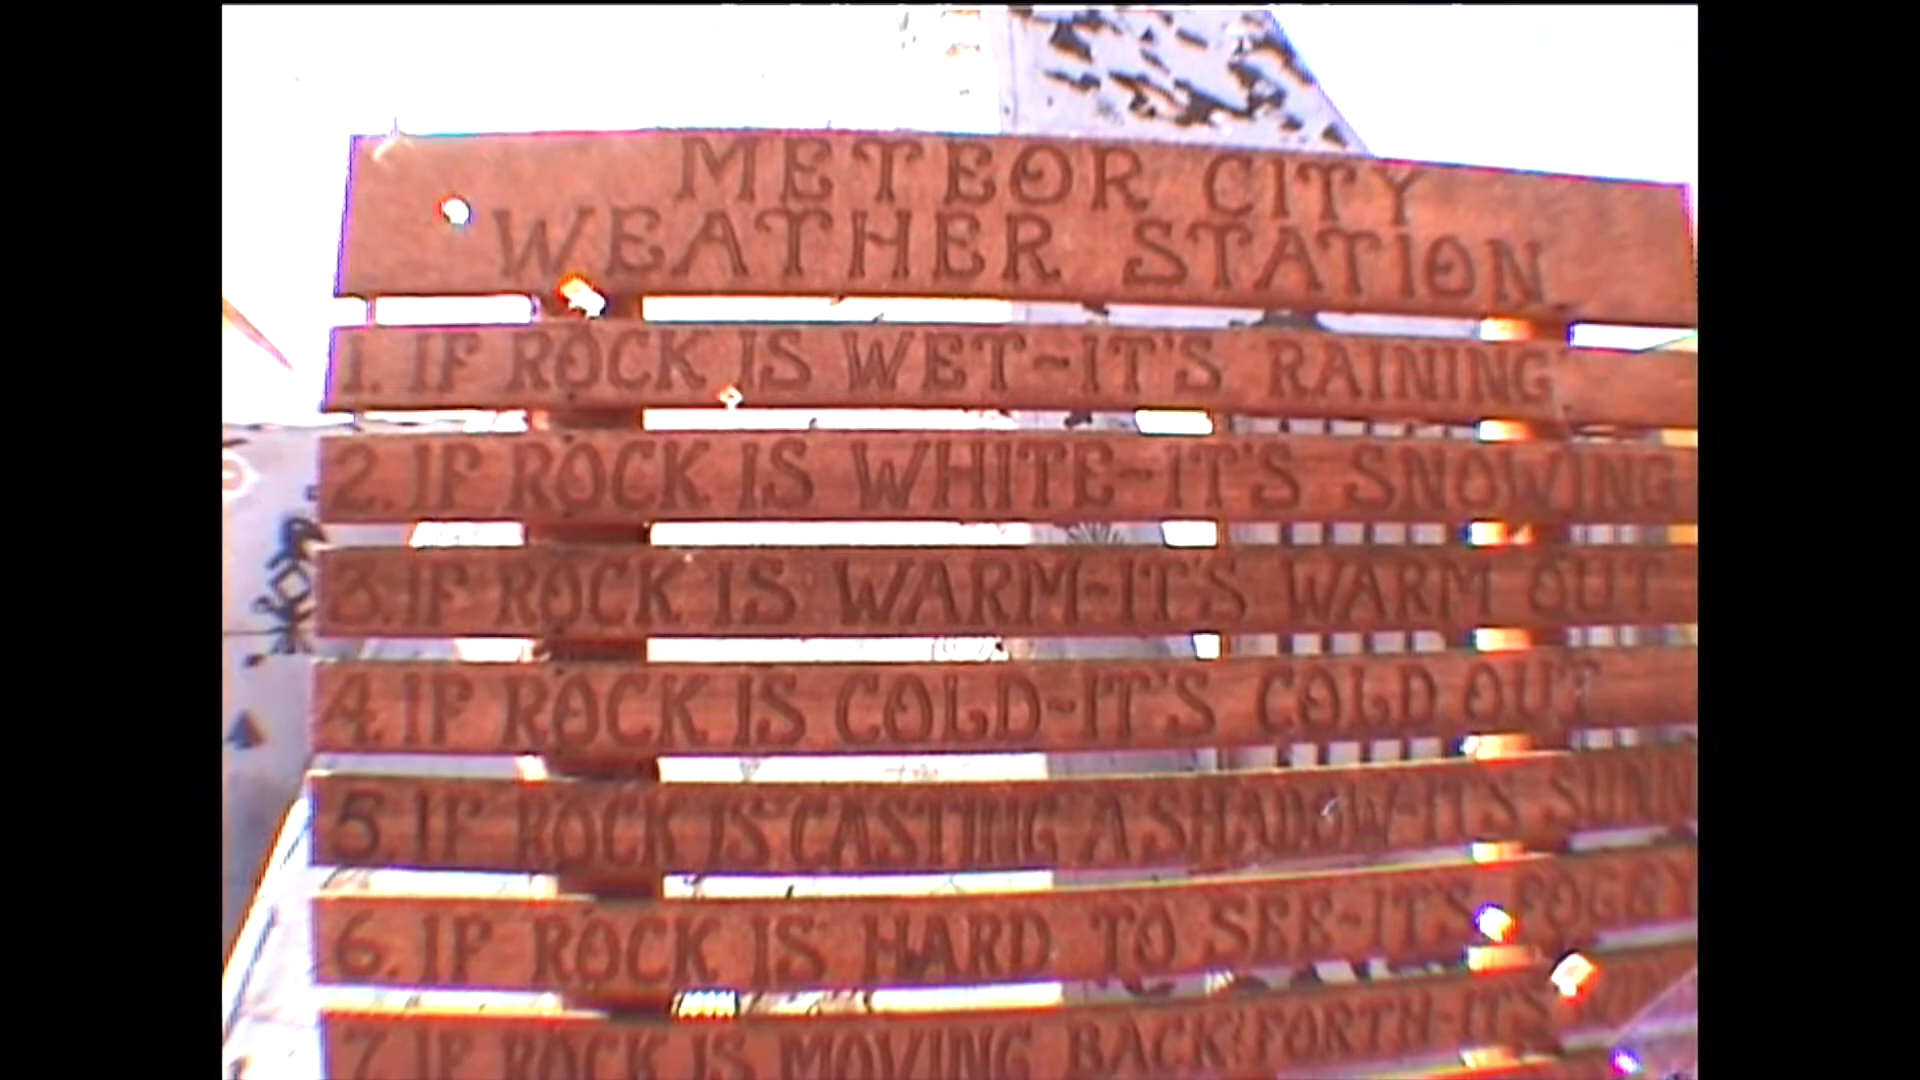 METEOR CITY
WEATHER STATION
1. IF ROCK IS WET-IT'S RAINING
2. IF ROCK IS WHITE-IT'S SNOWING
3. IF ROCK IS WARM-IT'S WARM OUT
4. IF ROCK IS COLD-IT'S COLD OUT
5. IF ROCK IS CASTING A SHADOW-IT'S SUNN
6. IF ROCK IS HARD TO SEE-IT'S FOGGY
7. IF ROCK IS MOVING BACK & FORTH-IT'S